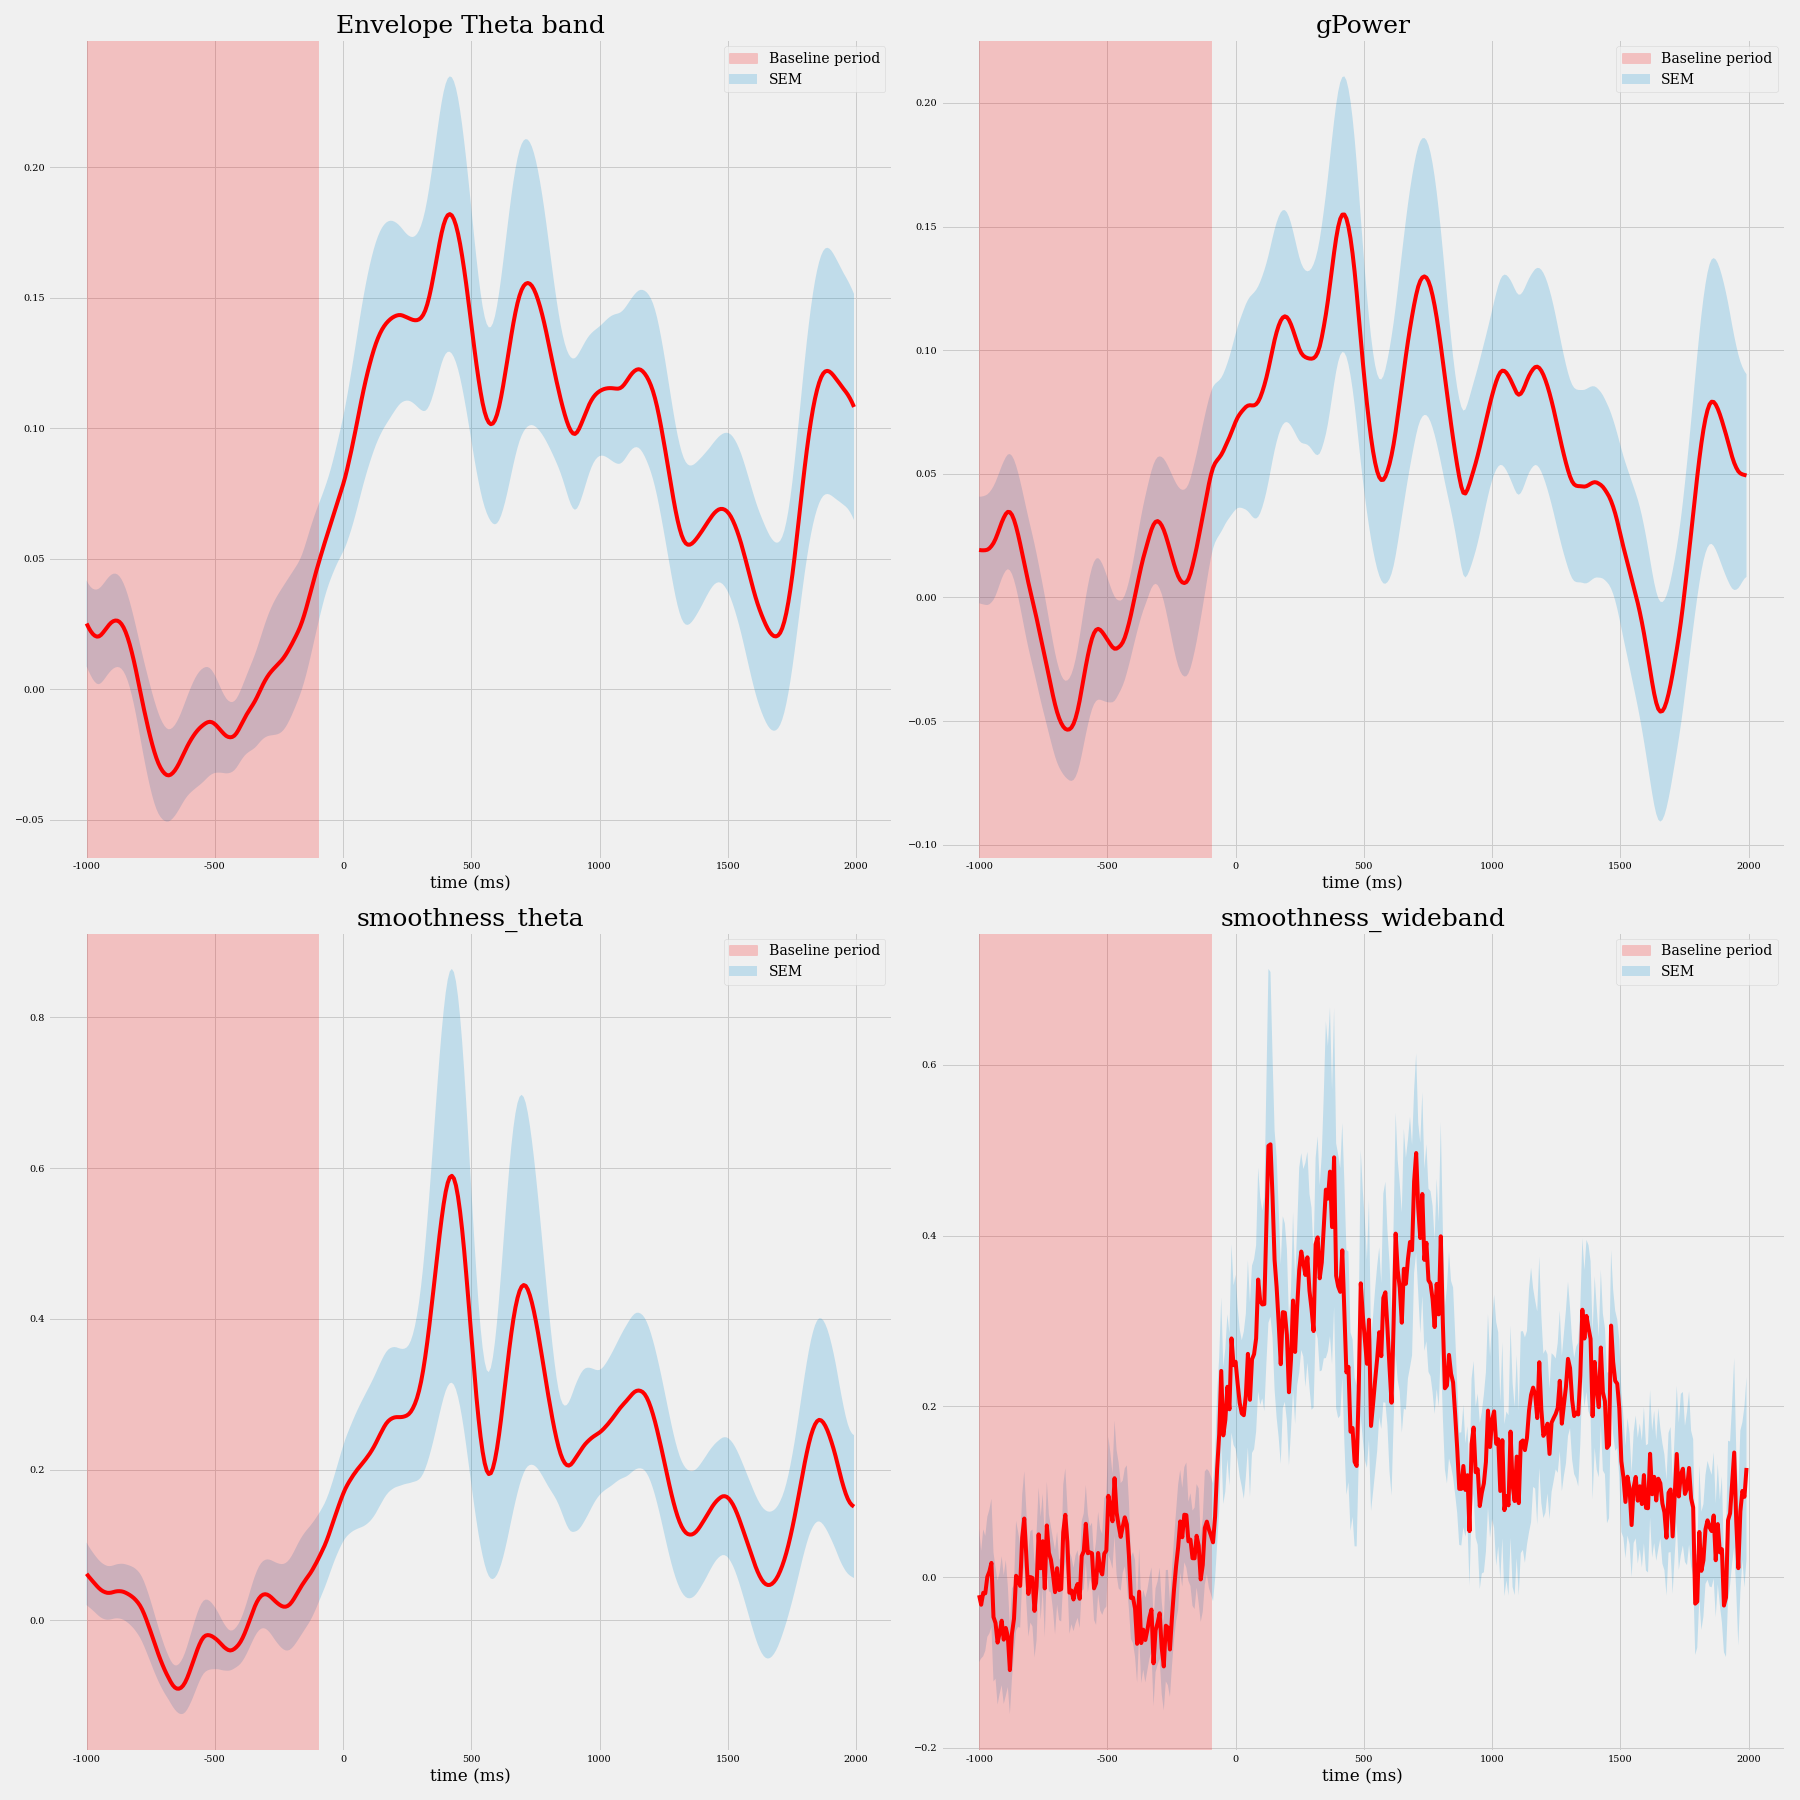 Envelope Theta band
Baseline period
SEM
0.20
0.15
0.10
0.05
0.00
−0.05
-1000 -500 0 500 1000 1500 2000
time (ms)
gPower
Baseline period
SEM
0.20
0.15
0.10
0.05
0.00
−0.05
−0.10
-1000 -500 0 500 1000 1500 2000
time (ms)
smoothness_theta
Baseline period
SEM
0.8
0.6
0.4
0.2
0.0
-1000 -500 0 500 1000 1500 2000
time (ms)
smoothness_wideband
Baseline period
SEM
0.6
0.4
0.2
0.0
−0.2
-1000 -500 0 500 1000 1500 2000
time (ms)